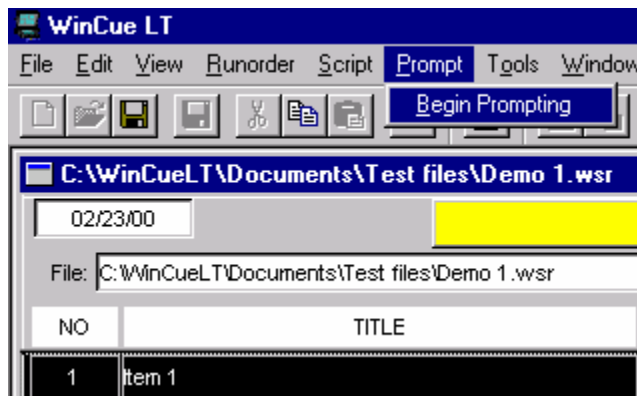 WinCue LT
File Edit View Runorder Script Prompt Tools Window
Begin Prompting
C:\WinCueLT\Documents\Test files\Demo 1.wsr
02/23/00
File: C:\WinCueLT\Documents\Test files\Demo 1.wsr
NO TITLE
1 Item 1